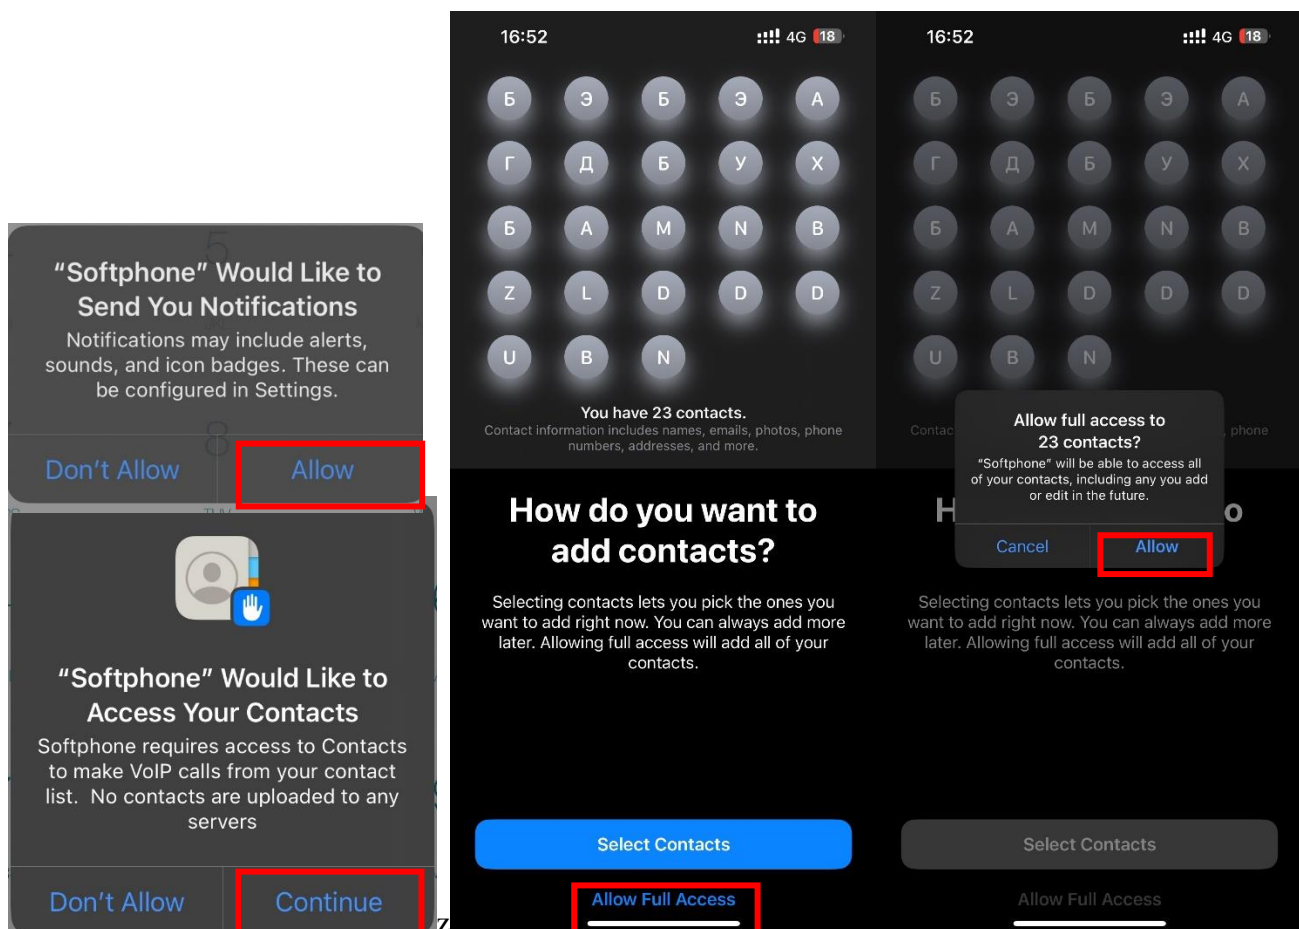 “Softphone” Would Like to
Send You Notifications
Notifications may include alerts,
sounds, and icon badges. These can
be configured in Settings.
Don’t Allow
Allow
“Softphone” Would Like to
Access Your Contacts
Softphone requires access to Contacts
to make VoIP calls from your contact
list. No contacts are uploaded to any
servers
Don’t Allow
Continue
z
16:52
4G 18
Б Э Б Э А
Г Д Б У Х
Б А М N B
Z L D D D
U B N
You have 23 contacts.
Contact information includes names, emails, photos, phone
numbers, addresses, and more.
How do you want to
add contacts?
Selecting contacts lets you pick the ones you
want to add right now. You can always add more
later. Allowing full access will add all of your
contacts.
Select Contacts
Allow Full Access
16:52
4G 18
Б Э Б Э А
Г Д Б У Х
Б А М N B
Z L D D D
U B N
Contac
phone
Allow full access to
23 contacts?
“Softphone” will be able to access all
of your contacts, including any you add
or edit in the future.
Cancel
Allow
H
o
Selecting contacts lets you pick the ones you
want to add right now. You can always add more
later. Allowing full access will add all of your
contacts.
Select Contacts
Allow Full Access